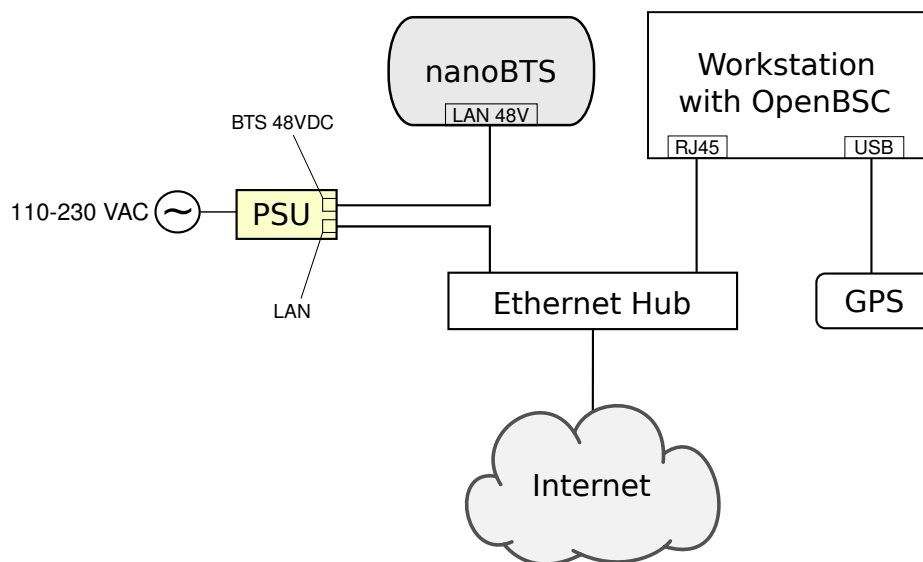 nanoBTS
LAN 48V
Workstation
with OpenBSC
RJ45
USB
BTS 48VDC
110-230 VAC
~
PSU
LAN
Ethernet Hub
GPS
Internet